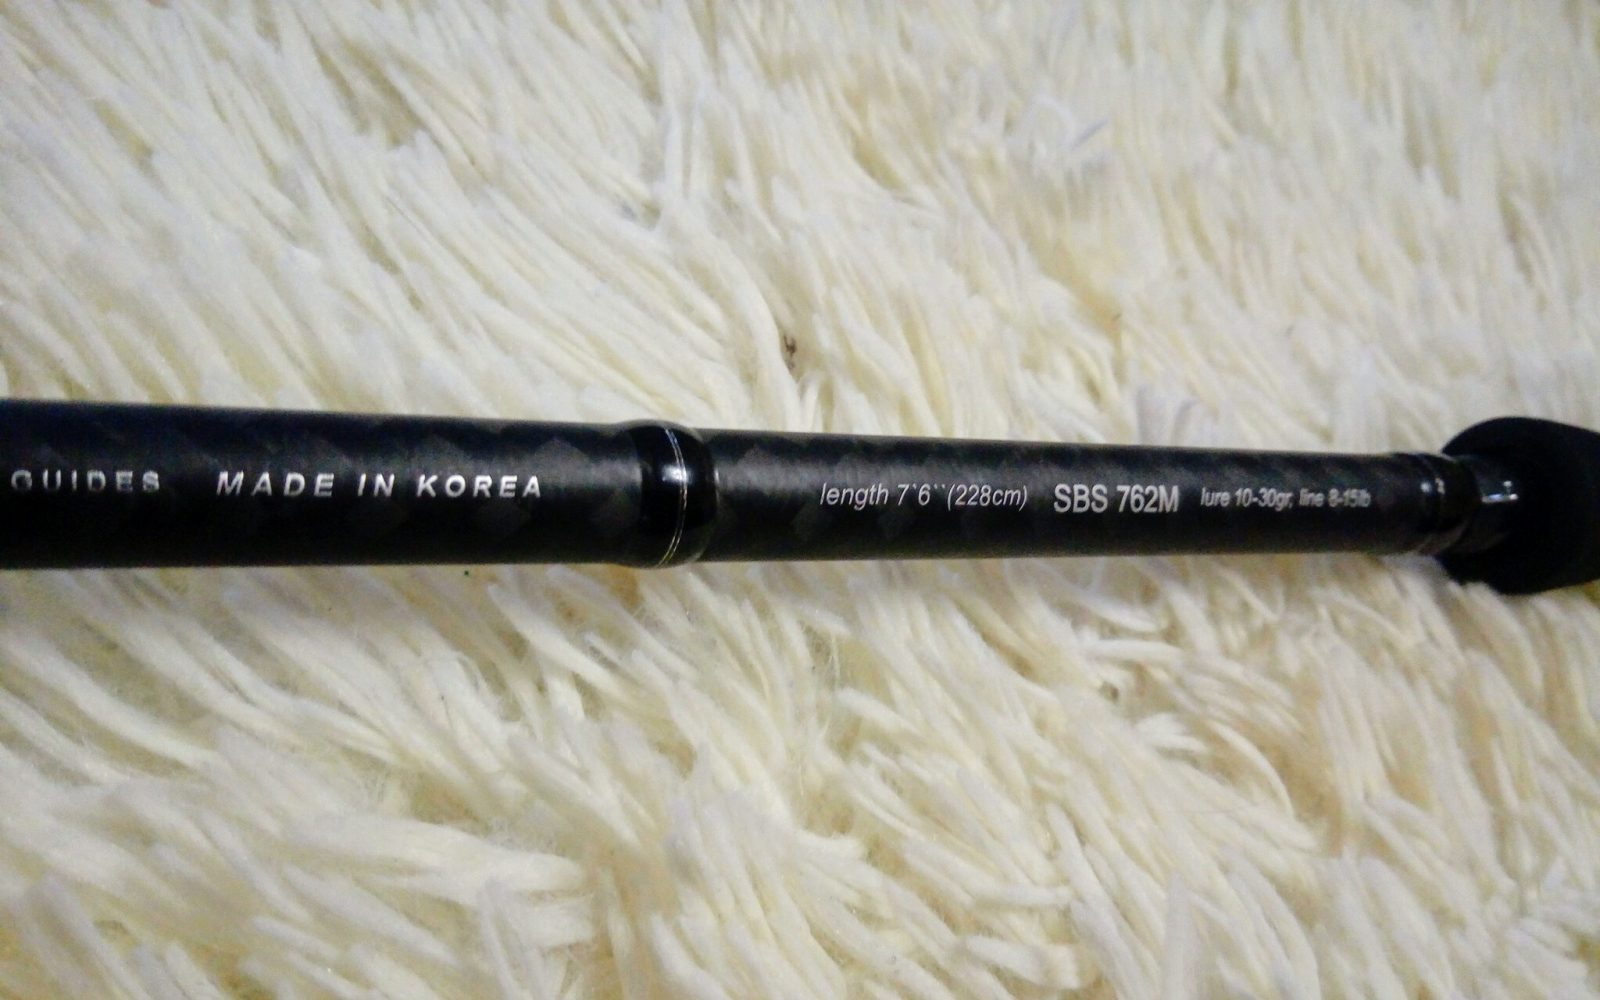 GUIDES MADE IN KOREA length 7`6``(228cm) SBS 762M lure 10-30gr, line 8-15lb